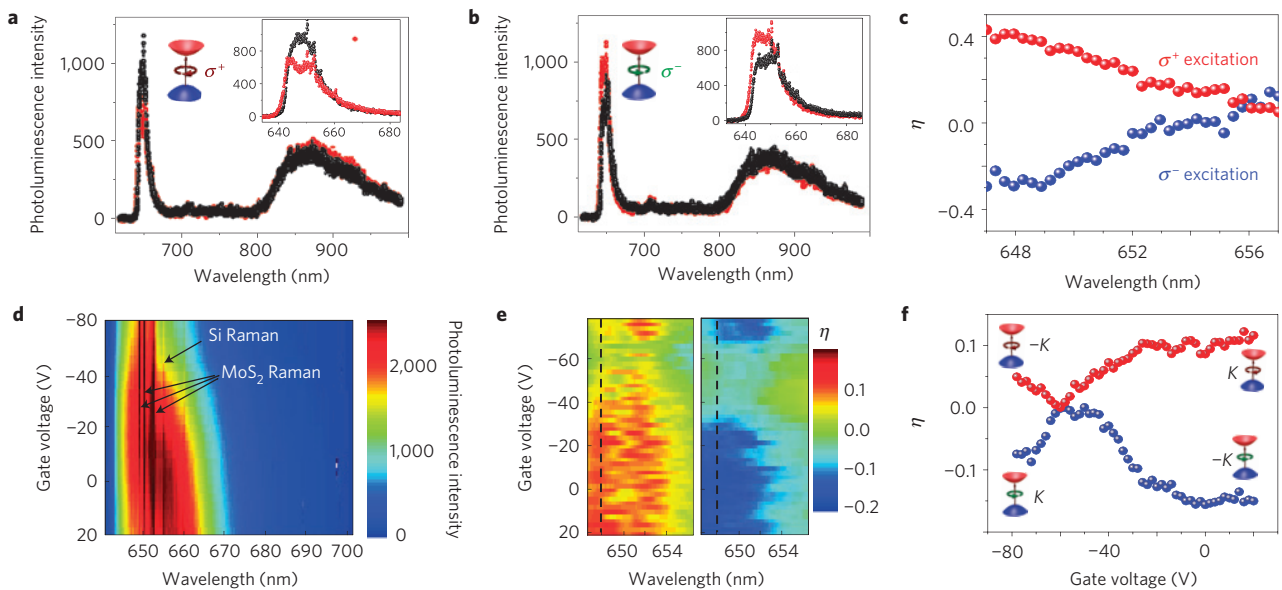 a
Photoluminescence intensity
1,000
500
0
700
800
900
Wavelength (nm)
σ+
800
400
0
640
660
680
b
Photoluminescence intensity
1,000
500
0
700
800
900
Wavelength (nm)
σ−
800
400
0
640
660
680
c
η
0.4
0.0
−0.4
648
652
656
Wavelength (nm)
σ+ excitation
σ− excitation
d
Gate voltage (V)
−80
−60
−40
−20
0
20
650
660
670
680
690
700
Wavelength (nm)
Si Raman
MoS2 Raman
2,000
1,000
0
Photoluminescence intensity
e
Gate voltage (V)
−60
−40
−20
0
20
650
654
650
654
Wavelength (nm)
η
0.1
0.0
−0.1
−0.2
f
η
0.1
0.0
−0.1
−80
−40
0
Gate voltage (V)
−K
K
−K
K